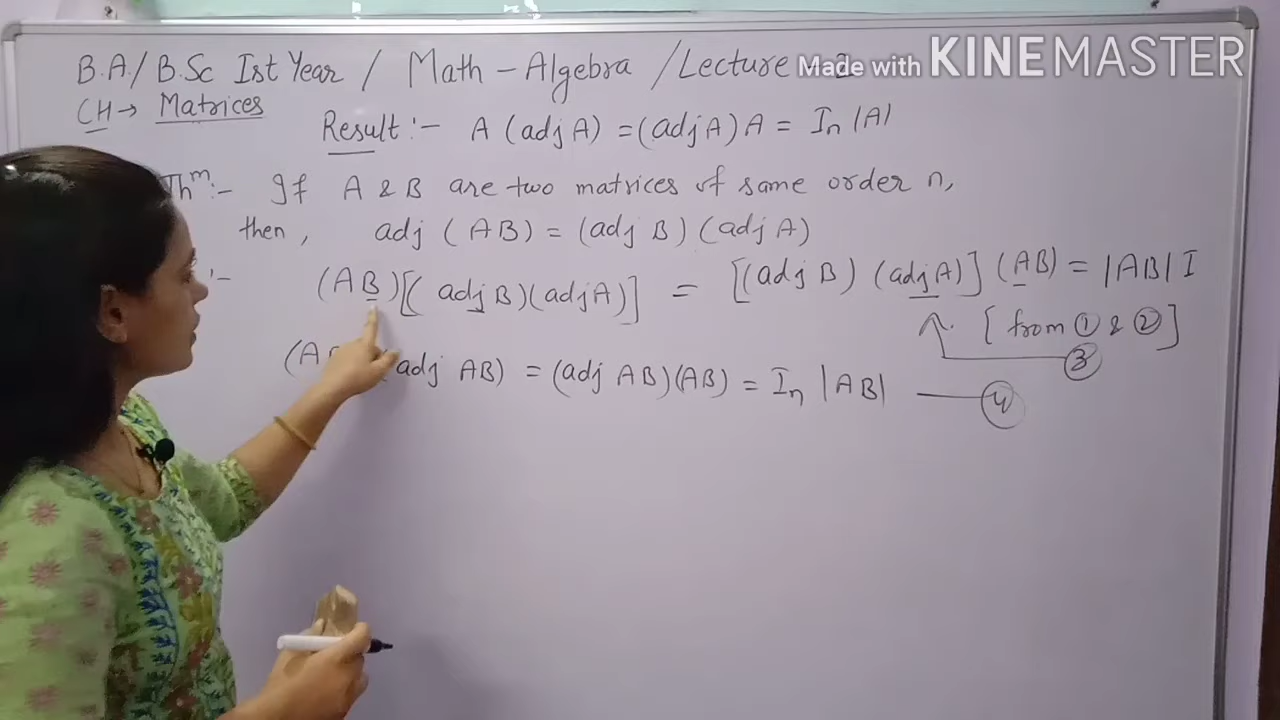 B.A./B.Sc Ist Year / Math - Algebra / Lecture
Made with KINEMASTER
CH → Matrices
Result :- A (adj A) = (adj A) A = In |A|
Thm :- If A & B are two matrices of same order n,
then, adj (AB) = (adj B) (adj A)
:- (AB)[(adj B)(adj A)] = [(adj B) (adj A)] (AB) = |AB| I
[from ① & ②]
③
(adj AB) = (adj AB)(AB) = In |AB| — ④